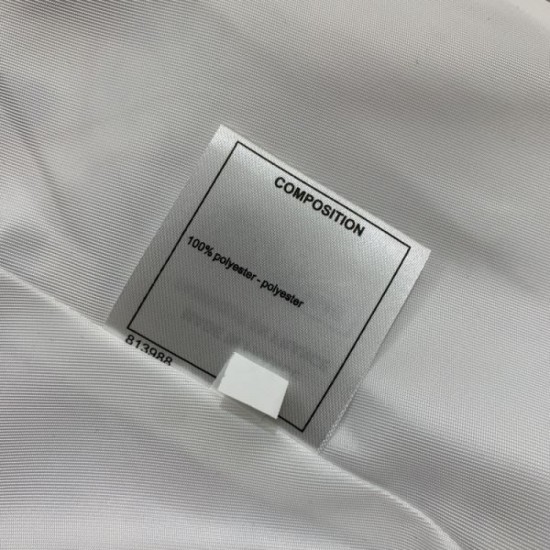 COMPOSITION
100% polyester - polyester
813988